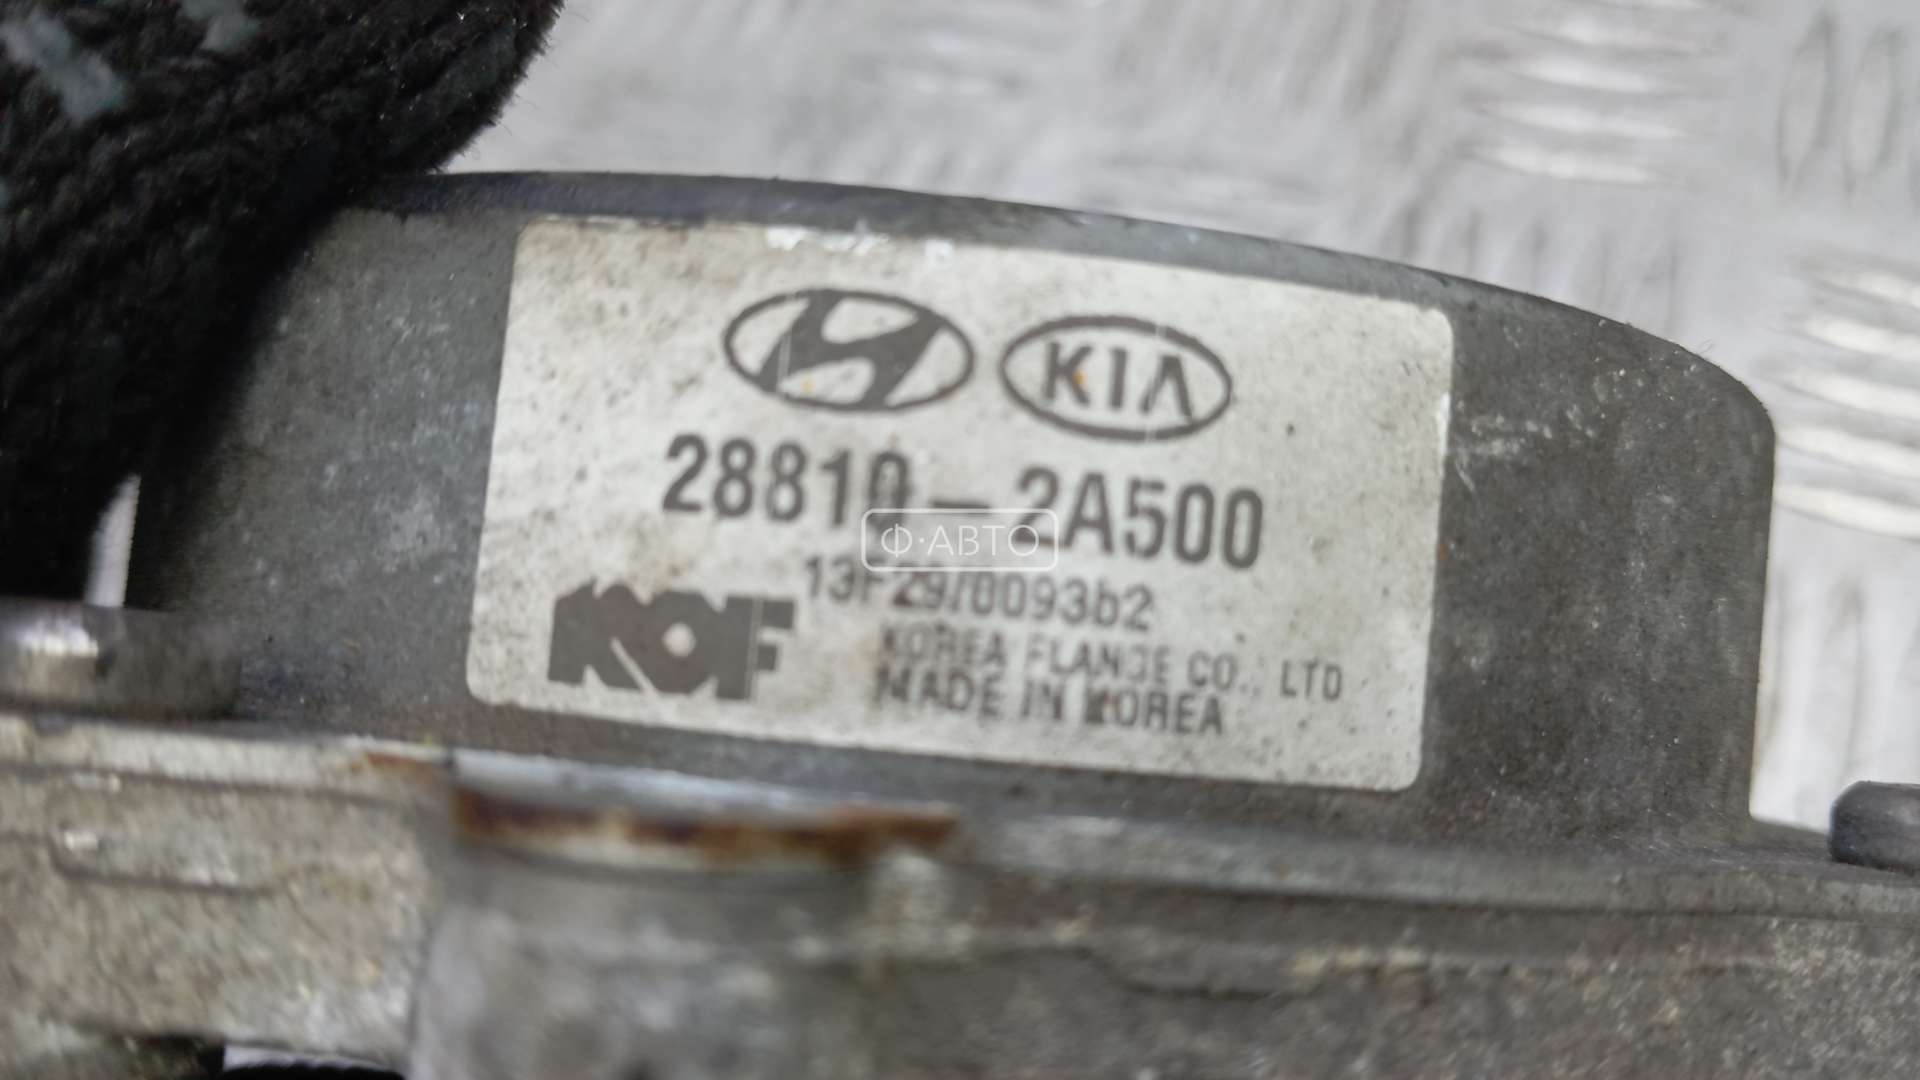 KIA
28810-2A500
Ф·АВТО
13F29/0093b2
KOF
KOREA FLANGE CO., LTD
MADE IN KOREA